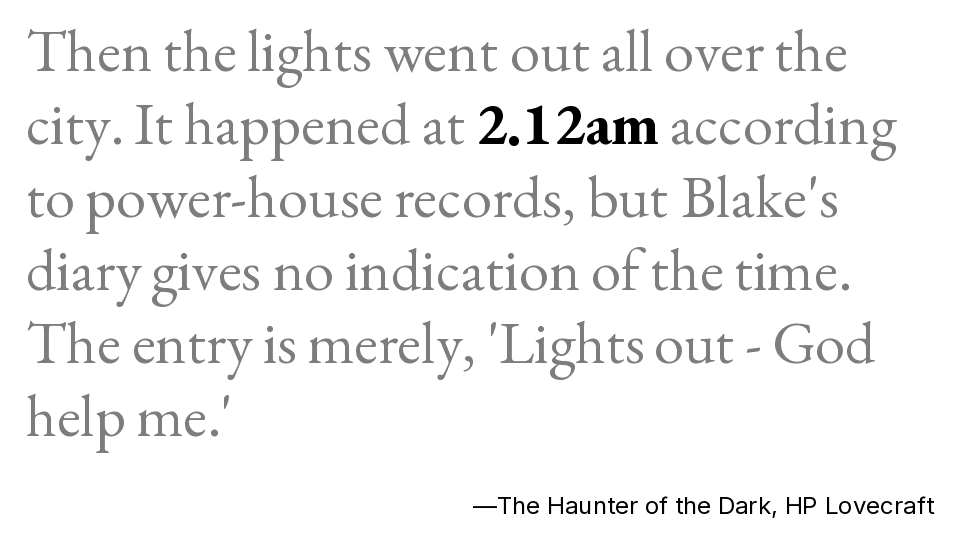 Then the lights went out all over the
city. It happened at 2.12am according
to power-house records, but Blake's
diary gives no indication of the time.
The entry is merely, 'Lights out - God
help me.'
—The Haunter of the Dark, HP Lovecraft